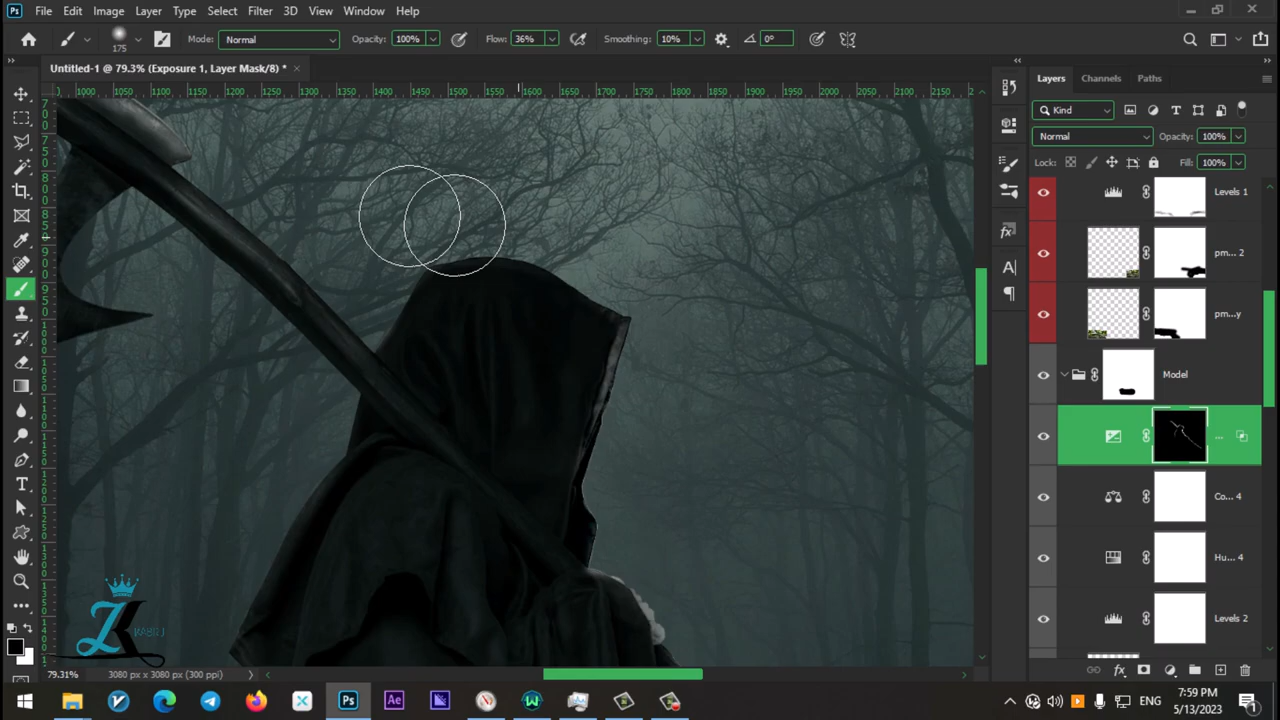 Ps File Edit Image Layer Type Select Filter 3D View Window Help
175 Mode: Normal Opacity: 100% Flow: 36% Smoothing: 10% 0°
Untitled-1 @ 79.3% (Exposure 1, Layer Mask/8) * ×
1000 1050 1100 1150 1200 1250 1300 1350 1400 1450 1500 1550 1600 1650 1700 1750 1800 1850 1900 1950 2000 2050 2100 2150
Layers Channels Paths
Kind
Normal Opacity: 100%
Lock: Fill: 100%
Levels 1
pm... 2
pm...y
Model
...
Co... 4
Hu... 4
Levels 2
79.31% 3080 px x 3080 px (300 ppi)
Ps Ae ENG 7:59 PM
5/13/2023